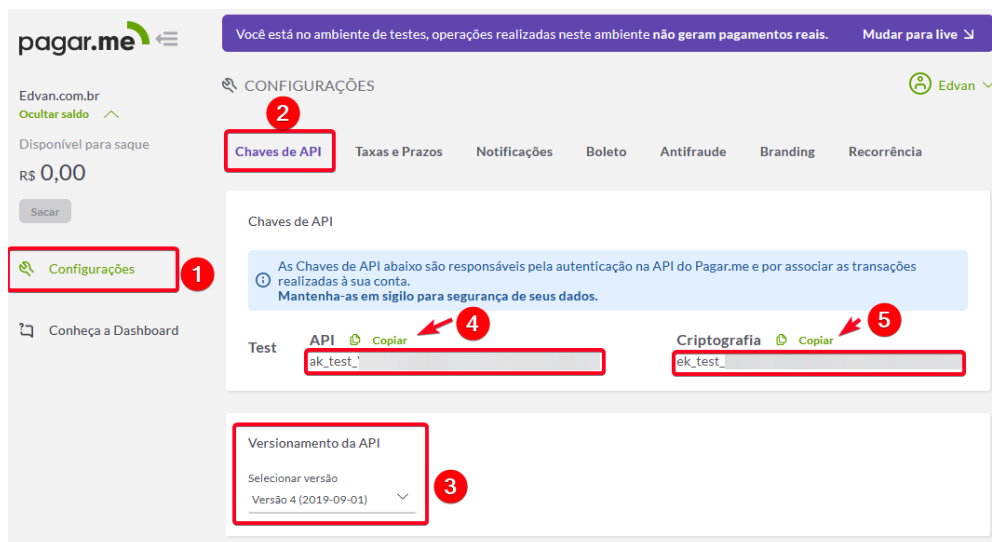 pagar.me
Você está no ambiente de testes, operações realizadas neste ambiente não geram pagamentos reais. Mudar para live
Edvan.com.br
Ocultar saldo
Disponível para saque
R$ 0,00
Sacar
Configurações
1
Conheça a Dashboard
CONFIGURAÇÕES
Edvan
2
Chaves de API Taxas e Prazos Notificações Boleto Antifraude Branding Recorrência
Chaves de API
As Chaves de API abaixo são responsáveis pela autenticação na API do Pagar.me e por associar as transações
realizadas à sua conta.
Mantenha-as em sigilo para segurança de seus dados.
4
5
Test API Copiar Criptografia Copiar
ak_test_ ek_test_
Versionamento da API
Selecionar versão
Versão 4 (2019-09-01)
3